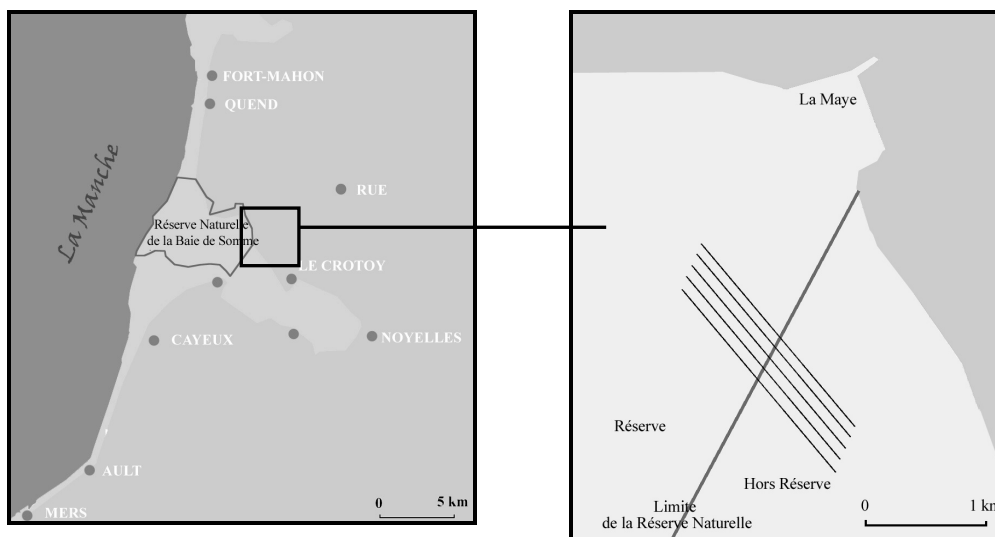 FORT-MAHON
QUEND
La Manche
RUE
Réserve Naturelle
de la Baie de Somme
LE CROTOY
CAYEUX
NOYELLES
AULT
MERS
0 5 km
La Maye
Réserve
Hors Réserve
Limite
de la Réserve Naturelle
0 1 km